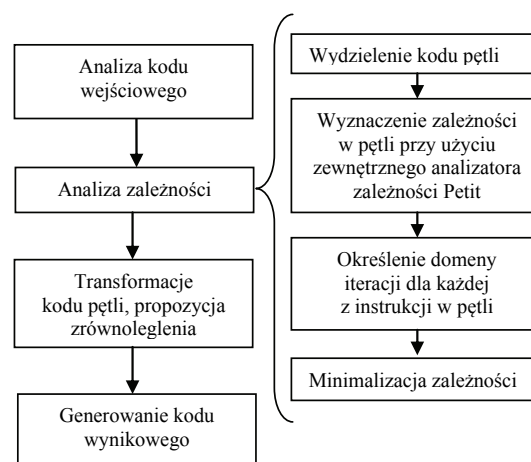 Analiza kodu
wejściowego
Analiza zależności
Transformacje
kodu pętli, propozycja
zrównoleglenia
Generowanie kodu
wynikowego
Wydzielenie kodu pętli
Wyznaczenie zależności
w pętli przy użyciu
zewnętrznego analizatora
zależności Petit
Określenie domeny
iteracji dla każdej
z instrukcji w pętli
Minimalizacja zależności